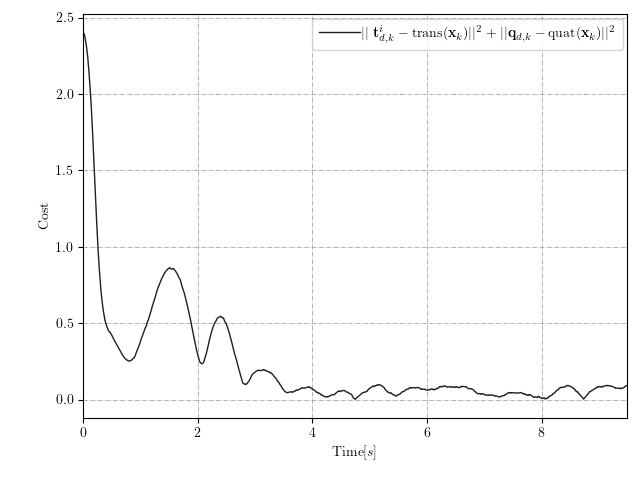 || t^i_{d,k} − trans(x_k)||^2 + ||q_{d,k} − quat(x_k)||^2
2.5
2.0
1.5
1.0
0.5
0.0
Cost
0 2 4 6 8
Time[s]